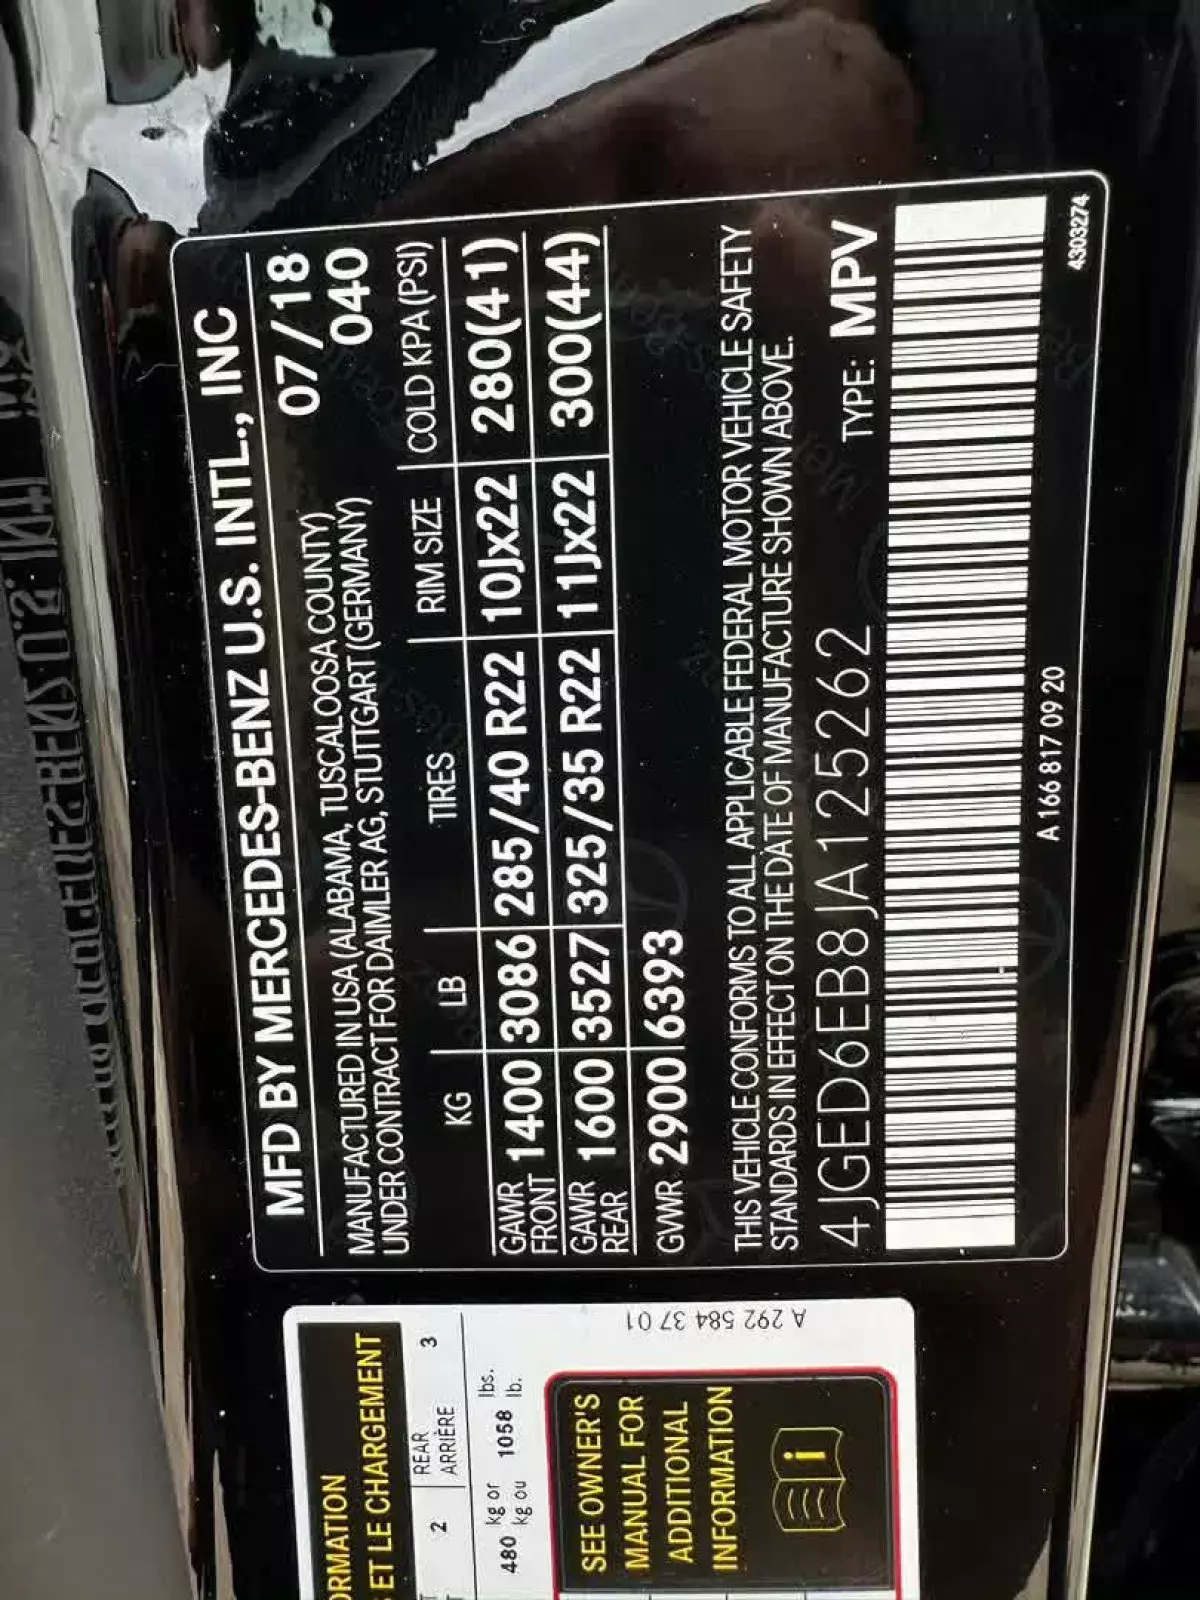 MFD BY MERCEDES-BENZ U.S. INTL., INC
07/18
MANUFACTURED IN USA (ALABAMA, TUSCALOOSA COUNTY)
UNDER CONTRACT FOR DAIMLER AG, STUTTGART (GERMANY)
040
KG LB TIRES RIM SIZE COLD KPA (PSI)
GAWR FRONT 1400 3086 285/40 R22 10Jx22 280(41)
GAWR REAR 1600 3527 325/35 R22 11Jx22 300(44)
GVWR 2900 6393
THIS VEHICLE CONFORMS TO ALL APPLICABLE FEDERAL MOTOR VEHICLE SAFETY
STANDARDS IN EFFECT ON THE DATE OF MANUFACTURE SHOWN ABOVE.
4JGED6EB8JA125262 TYPE: MPV
A 166 817 09 20
4303274
ET LE CHARGEMENT
2 REAR 3
ARRIÈRE
480 kg or 1058 lbs.
kg ou lb.
A 292 584 37 01
SEE OWNER'S
MANUAL FOR
ADDITIONAL
INFORMATION